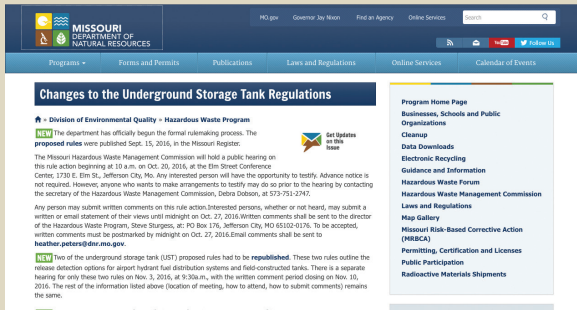 MO.gov Governor Jay Nixon Find an Agency Online Services Search
MISSOURI
DEPARTMENT OF
NATURAL RESOURCES
You Tube Follow Us
Programs Forms and Permits Publications Laws and Regulations Online Services Calendar of Events
Changes to the Underground Storage Tank Regulations
» Division of Environmental Quality » Hazardous Waste Program
NEW The department has officially begun the formal rulemaking process. The
proposed rules were published Sept. 15, 2016, in the Missouri Register.
Get Updates
on this
Issue
The Missouri Hazardous Waste Management Commission will hold a public hearing on
this rule action beginning at 10 a.m. on Oct. 20, 2016, at the Elm Street Conference
Center, 1730 E. Elm St., Jefferson City, Mo. Any interested person will have the opportunity to testify. Advance notice is
not required. However, anyone who wants to make arrangements to testify may do so prior to the hearing by contacting
the secretary of the Hazardous Waste Management Commission, Debra Dobson, at 573-751-2747.
Any person may submit written comments on this rule action.Interested persons, whether or not heard, may submit a
written or email statement of their views until midnight on Oct. 27, 2016.Written comments shall be sent to the director
of the Hazardous Waste Program, Steve Sturgess, at: PO Box 176, Jefferson City, MO 65102-0176. To be accepted,
written comments must be postmarked by midnight on Oct. 27, 2016.Email comments shall be sent to
heather.peters@dnr.mo.gov.
NEW Two of the underground storage tank (UST) proposed rules had to be republished. These two rules outline the
release detection options for airport hydrant fuel distribution systems and field-constructed tanks. There is a separate
hearing for only these two rules on Nov. 3, 2016, at 9:30a.m., with the written comment period closing on Nov. 10,
2016. The rest of the information listed above (location of meeting, how to attend, how to submit) comments) remains
the same.
Program Home Page
Businesses, Schools and Public
Organizations
Cleanup
Data Downloads
Electronic Recycling
Guidance and Information
Hazardous Waste Forum
Hazardous Waste Management Commission
Laws and Regulations
Map Gallery
Missouri Risk-Based Corrective Action
(MRBCA)
Permitting, Certification and Licenses
Public Participation
Radioactive Materials Shipments